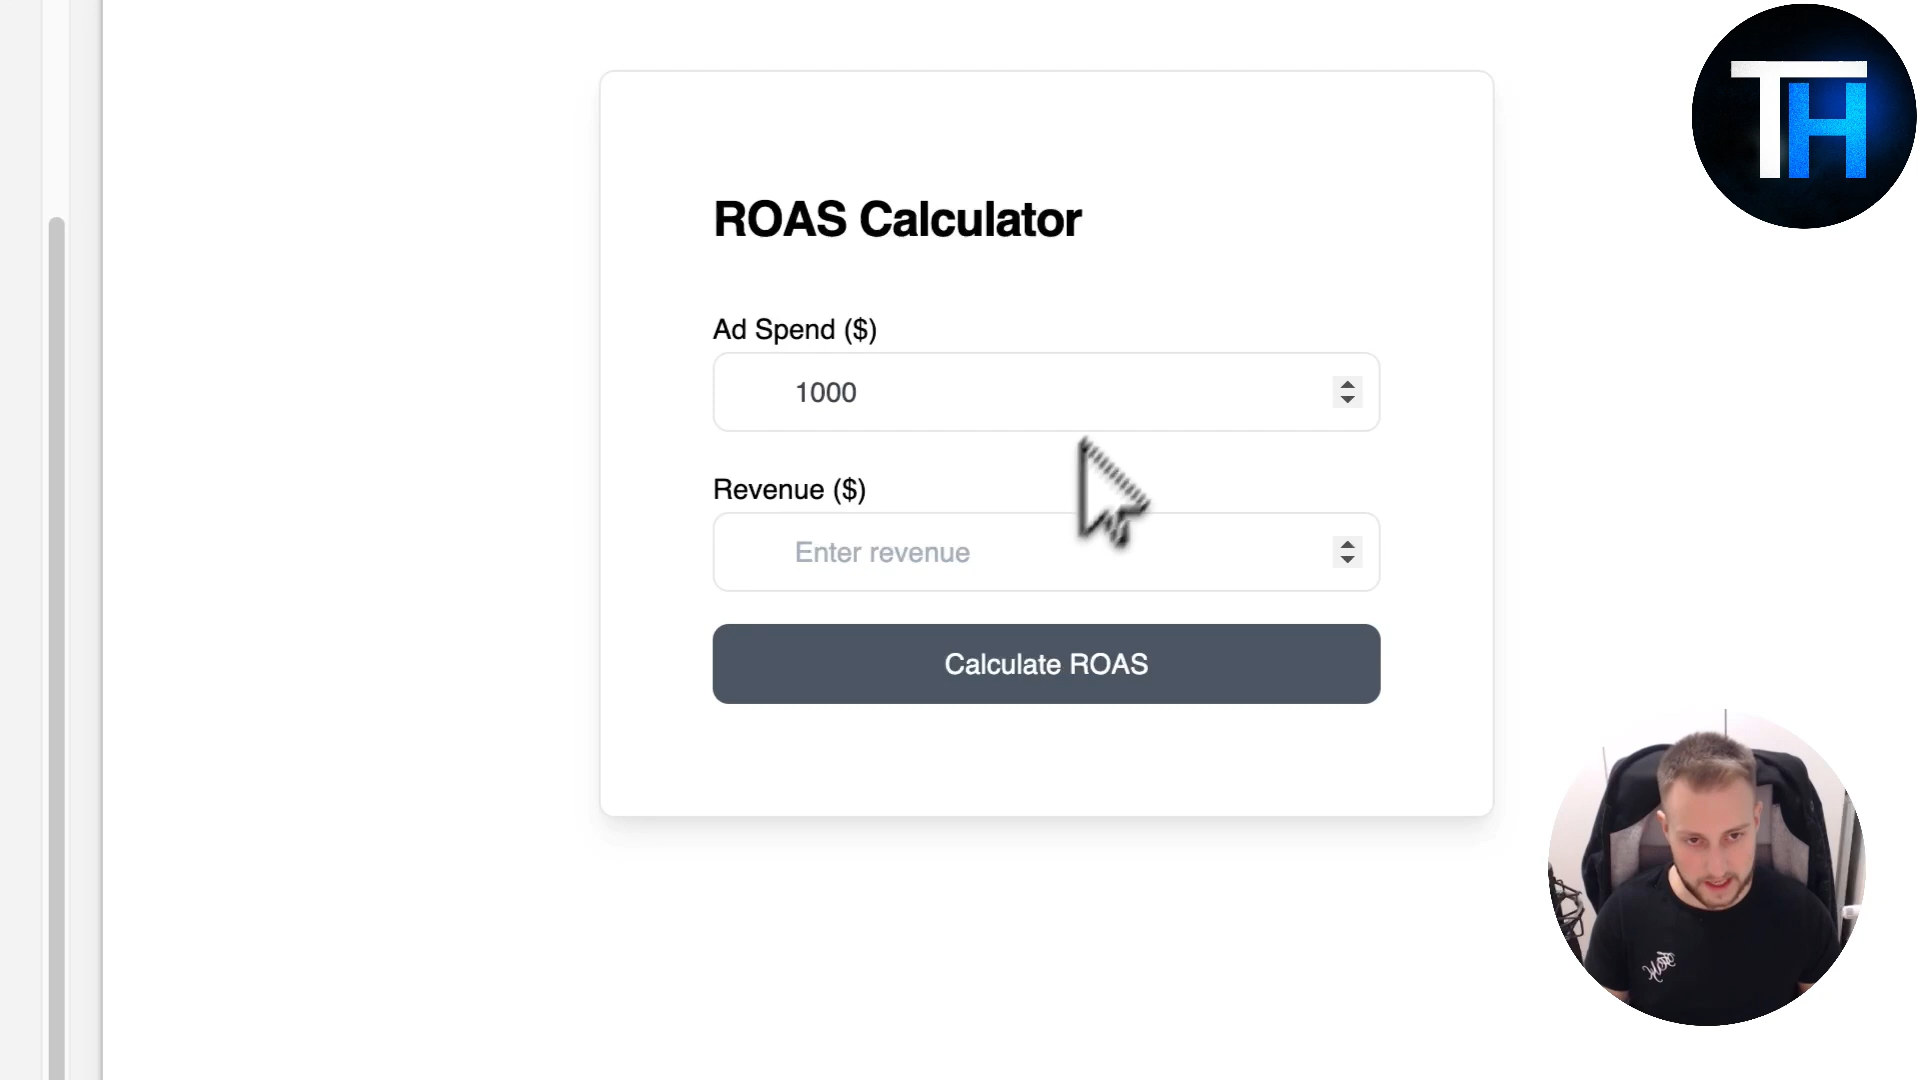 TH
ROAS Calculator
Ad Spend ($)
1000
Revenue ($)
Enter revenue
Calculate ROAS